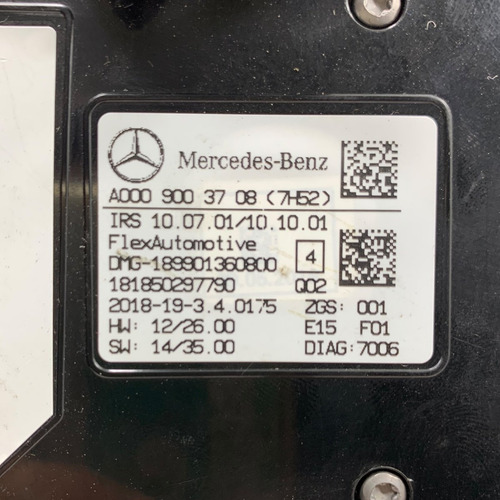 Mercedes-Benz
A000 900 37 08 (7H52)
IRS 10.07.01/10.10.01
FlexAutomotive
DMG-189901360800 4
181850297790 Q02
2018-19-3.4.0175 ZGS: 001
HW: 12/26.00 E15 F01
SW: 14/35.00 DIAG:7006